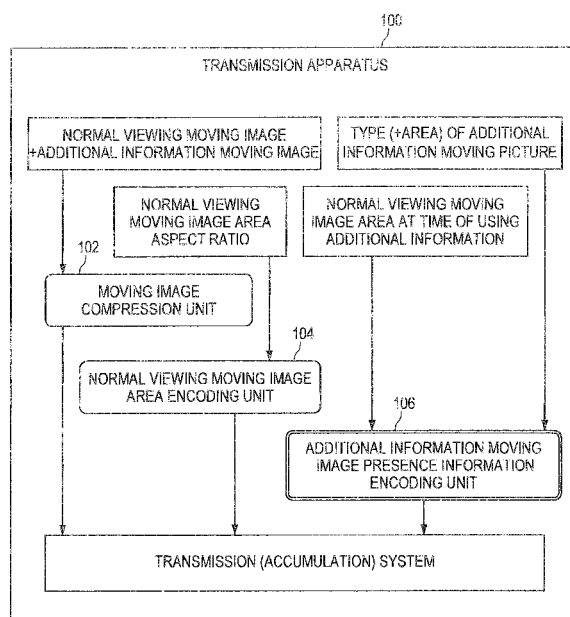 100
TRANSMISSION APPARATUS
NORMAL VIEWING MOVING IMAGE
+ADDITIONAL INFORMATION MOVING IMAGE
TYPE (+AREA) OF ADDITIONAL
INFORMATION MOVING PICTURE
NORMAL VIEWING
MOVING IMAGE AREA
ASPECT RATIO
NORMAL VIEWING MOVING
IMAGE AREA AT TIME OF USING
ADDITIONAL INFORMATION
102
MOVING IMAGE
COMPRESSION UNIT
104
NORMAL VIEWING MOVING IMAGE
AREA ENCODING UNIT
106
ADDITIONAL INFORMATION MOVING
IMAGE PRESENCE INFORMATION
ENCODING UNIT
TRANSMISSION (ACCUMULATION) SYSTEM